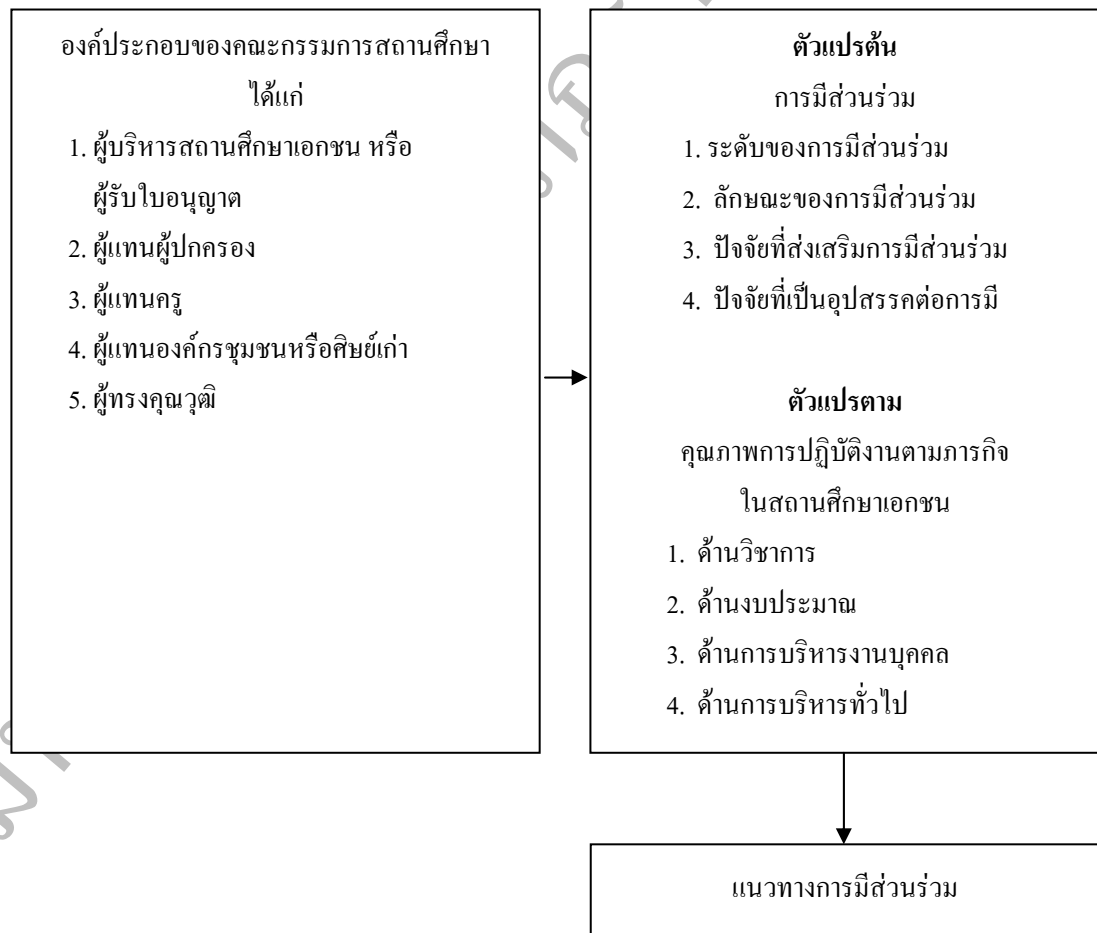 องค์ประกอบของคณะกรรมการสถานศึกษา
ได้แก่
1. ผู้บริหารสถานศึกษาเอกชน หรือ
ผู้รับใบอนุญาต
2. ผู้แทนผู้ปกครอง
3. ผู้แทนครู
4. ผู้แทนองค์กรชุมชนหรือศิษย์เก่า
5. ผู้ทรงคุณวุฒิ
ตัวแปรต้น
การมีส่วนร่วม
1. ระดับของการมีส่วนร่วม
2. ลักษณะของการมีส่วนร่วม
3. ปัจจัยที่ส่งเสริมการมีส่วนร่วม
4. ปัจจัยที่เป็นอุปสรรคต่อการมี
ตัวแปรตาม
คุณภาพการปฏิบัติงานตามภารกิจ
ในสถานศึกษาเอกชน
1. ด้านวิชาการ
2. ด้านงบประมาณ
3. ด้านการบริหารงานบุคคล
4. ด้านการบริหารทั่วไป
แนวทางการมีส่วนร่วม